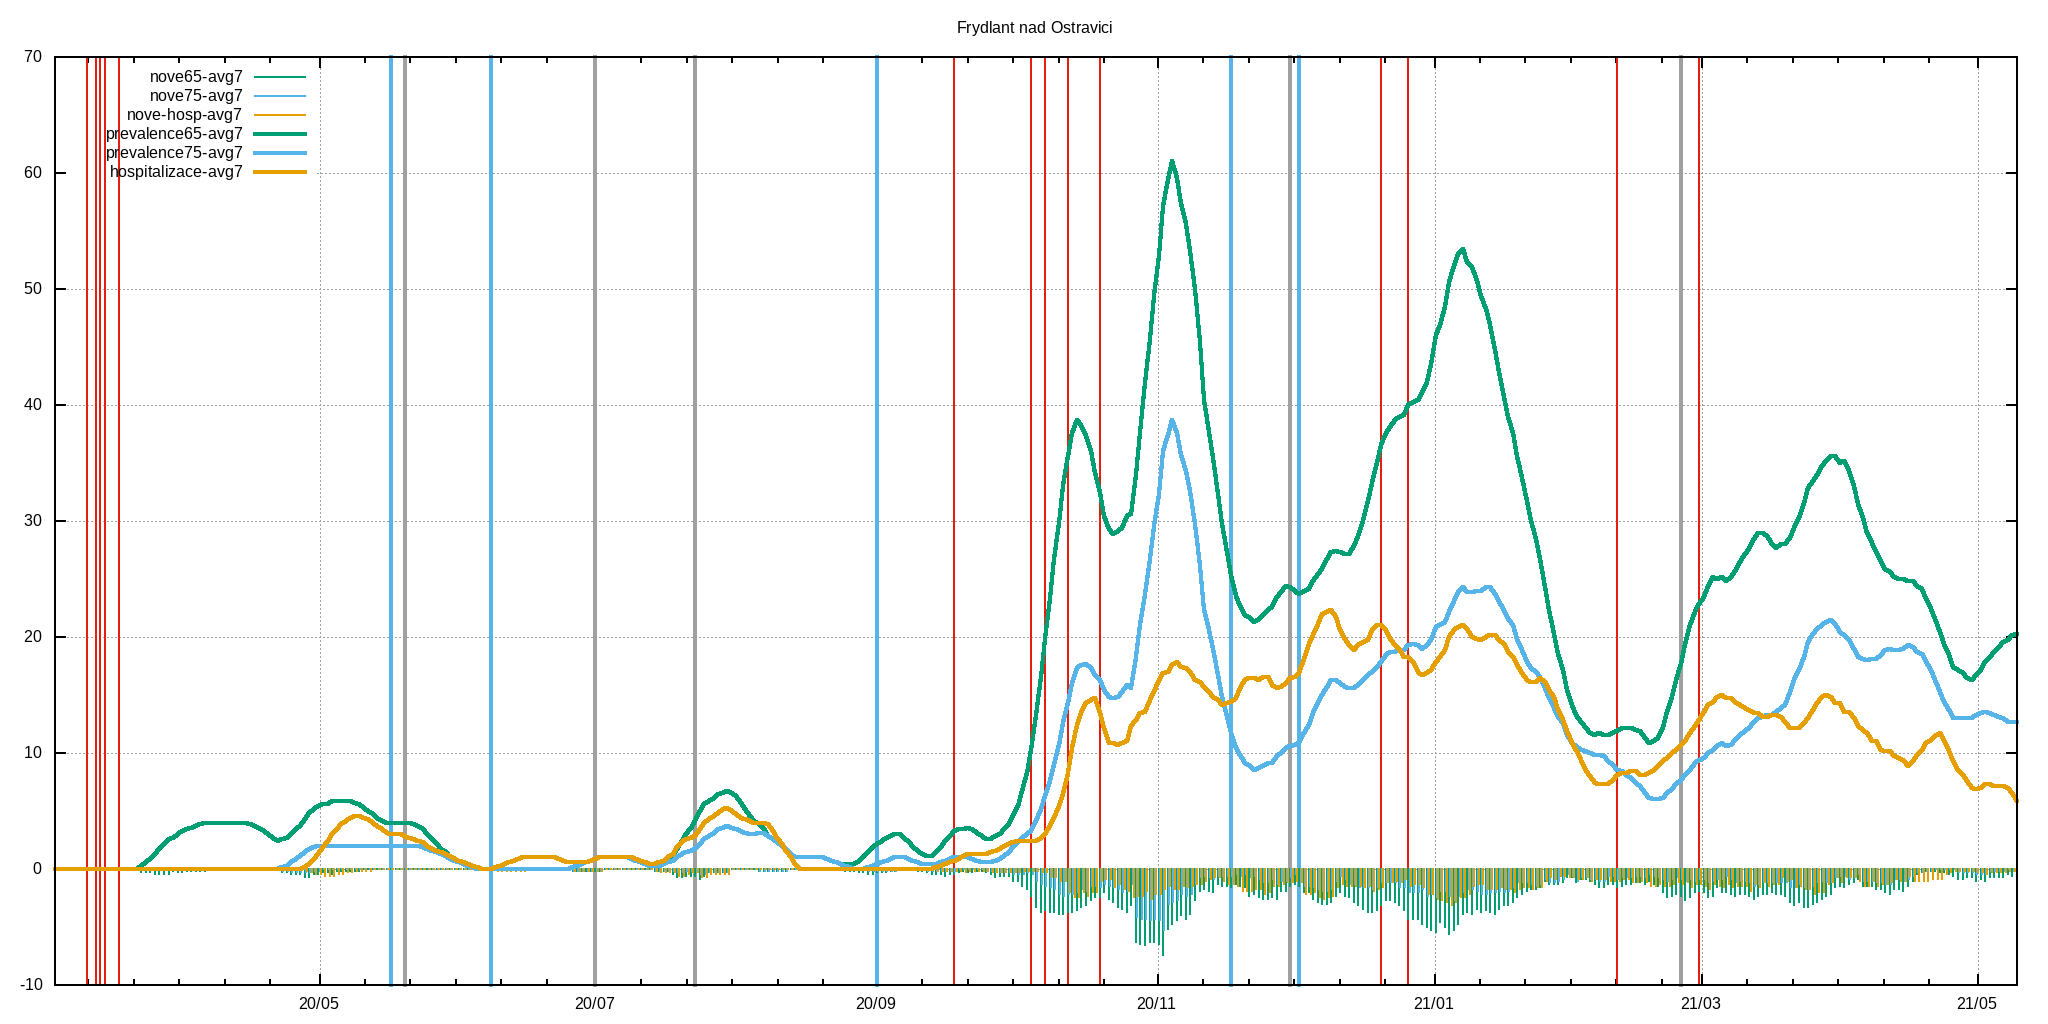 Frydlant nad Ostravici
70
60
50
40
30
20
10
0
-10
nove65-avg7
nove75-avg7
nove-hosp-avg7
prevalence65-avg7
prevalence75-avg7
hospitalizace-avg7
20/05 20/07 20/09 20/11 21/01 21/03 21/05